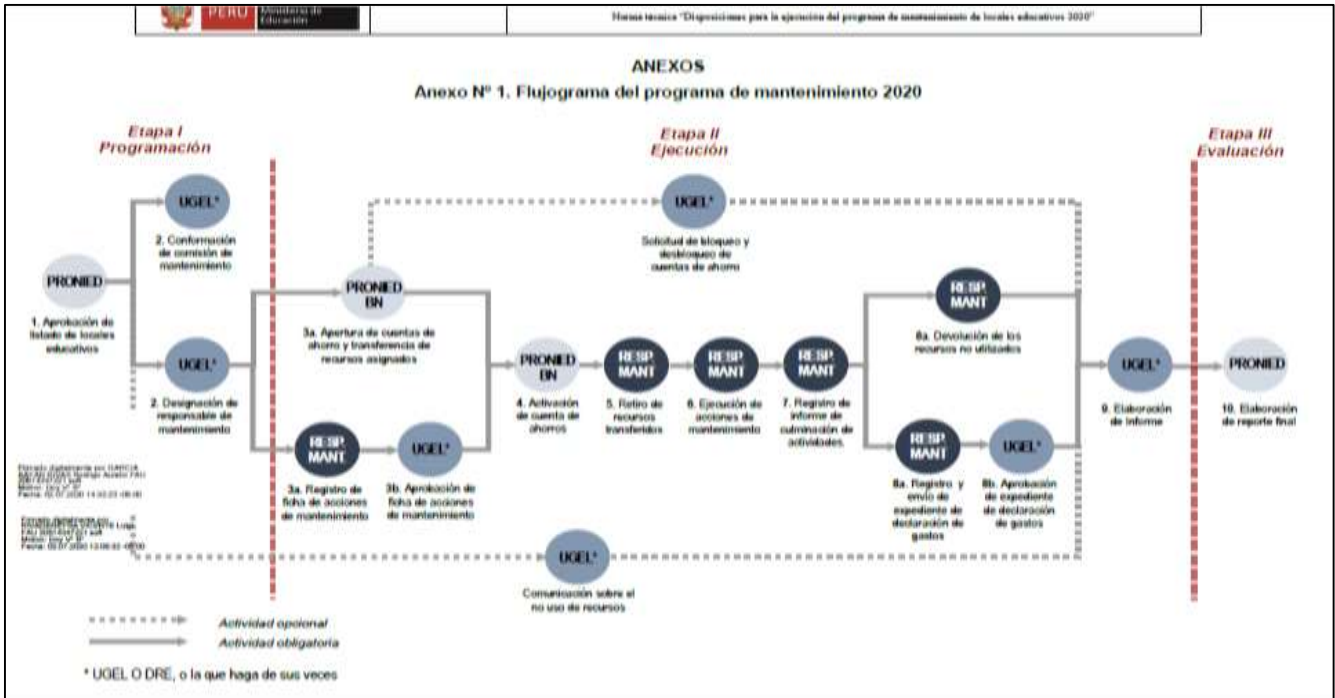 PERÚ
Ministerio de
Educación
Norma técnica "Disposiciones para la ejecución del programa de mantenimiento de locales educativos 2020"
ANEXOS
Anexo Nº 1. Flujograma del programa de mantenimiento 2020
Etapa I
Programación
Etapa II
Ejecución
Etapa III
Evaluación
UGEL*
2. Conformación
de comisión de
mantenimiento
UGEL*
Solicitud de bloqueo y
desbloqueo de
cuentas de ahorro
PRONIED
1. Aprobación de
listado de locales
educativos
PRONIED
BN
3a. Apertura de cuentas de
ahorro y transferencia de
recursos asignados
RESP.
MANT
8a. Devolución de los
recursos no utilizados
UGEL*
2. Designación de
responsable de
mantenimiento
PRONIED
BN
4. Activación
de cuenta de
ahorros
RESP.
MANT
5. Retiro de
recursos
transferidos
RESP.
MANT
6. Ejecución de
acciones de
mantenimiento
RESP.
MANT
7. Registro de
informe de
culminación de
actividades.
UGEL*
9. Elaboración
de informe
PRONIED
10. Elaboración
de reporte final
RESP.
MANT.
3a. Registro de
ficha de acciones
de mantenimiento
UGEL*
3b. Aprobación de
ficha de acciones
de mantenimiento
RESP.
MANT
8a. Registro y
envío de
expediente de
declaración de
gastos
UGEL*
8b. Aprobación
de expediente
de declaración
de gastos
UGEL*
Comunicación sobre el
no uso de recursos
Actividad opcional
Actividad obligatoria
* UGEL O DRE, o la que haga de sus veces